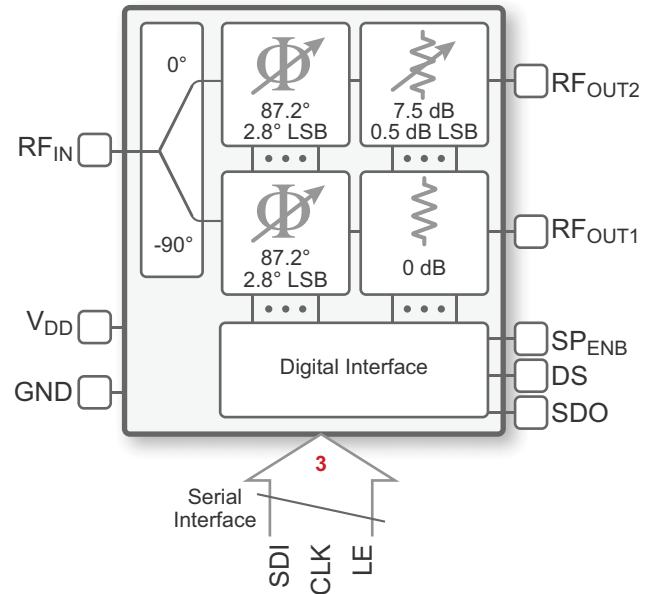 0°
87.2°
2.8° LSB
7.5 dB
0.5 dB LSB
RFOUT2
RFIN
-90°
87.2°
2.8° LSB
0 dB
RFOUT1
VDD
GND
Digital Interface
SPENB
DS
SDO
3
Serial
Interface
SDI
CLK
LE